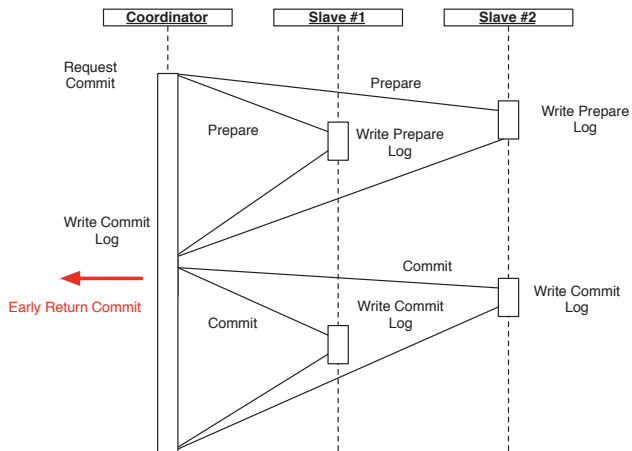 Coordinator
Slave #1
Slave #2
Request
Commit
Prepare
Prepare
Write Prepare
Log
Write Prepare
Log
Write Commit
Log
Early Return Commit
Commit
Commit
Write Commit
Log
Write Commit
Log